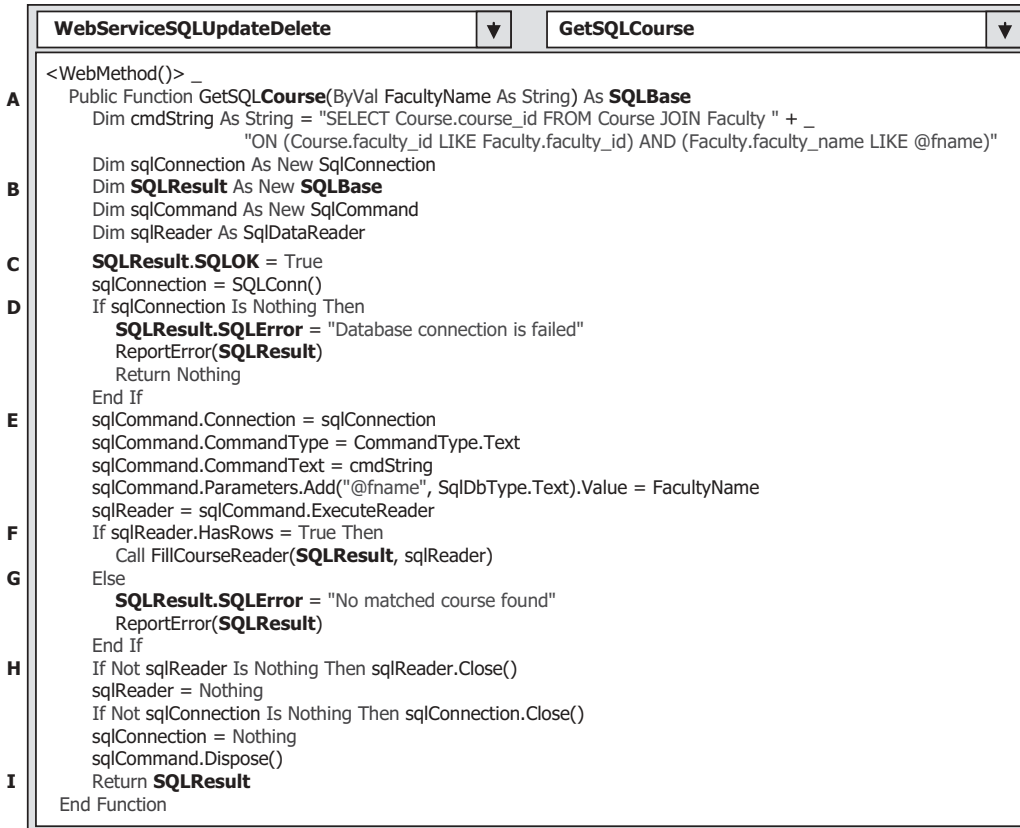 WebServiceSQLUpdateDelete GetSQLCourse
<WebMethod()> _
A Public Function GetSQLCourse(ByVal FacultyName As String) As SQLBase
Dim cmdString As String = "SELECT Course.course_id FROM Course JOIN Faculty " + _
"ON (Course.faculty_id LIKE Faculty.faculty_id) AND (Faculty.faculty_name LIKE @fname)"
Dim sqlConnection As New SqlConnection
B Dim SQLResult As New SQLBase
Dim sqlCommand As New SqlCommand
Dim sqlReader As SqlDataReader
C SQLResult.SQLOK = True
sqlConnection = SQLConn()
D If sqlConnection Is Nothing Then
SQLResult.SQLError = "Database connection is failed"
ReportError(SQLResult)
Return Nothing
End If
E sqlCommand.Connection = sqlConnection
sqlCommand.CommandType = CommandType.Text
sqlCommand.CommandText = cmdString
sqlCommand.Parameters.Add("@fname", SqlDbType.Text).Value = FacultyName
sqlReader = sqlCommand.ExecuteReader
F If sqlReader.HasRows = True Then
Call FillCourseReader(SQLResult, sqlReader)
G Else
SQLResult.SQLError = "No matched course found"
ReportError(SQLResult)
End If
H If Not sqlReader Is Nothing Then sqlReader.Close()
sqlReader = Nothing
If Not sqlConnection Is Nothing Then sqlConnection.Close()
sqlConnection = Nothing
sqlCommand.Dispose()
I Return SQLResult
End Function